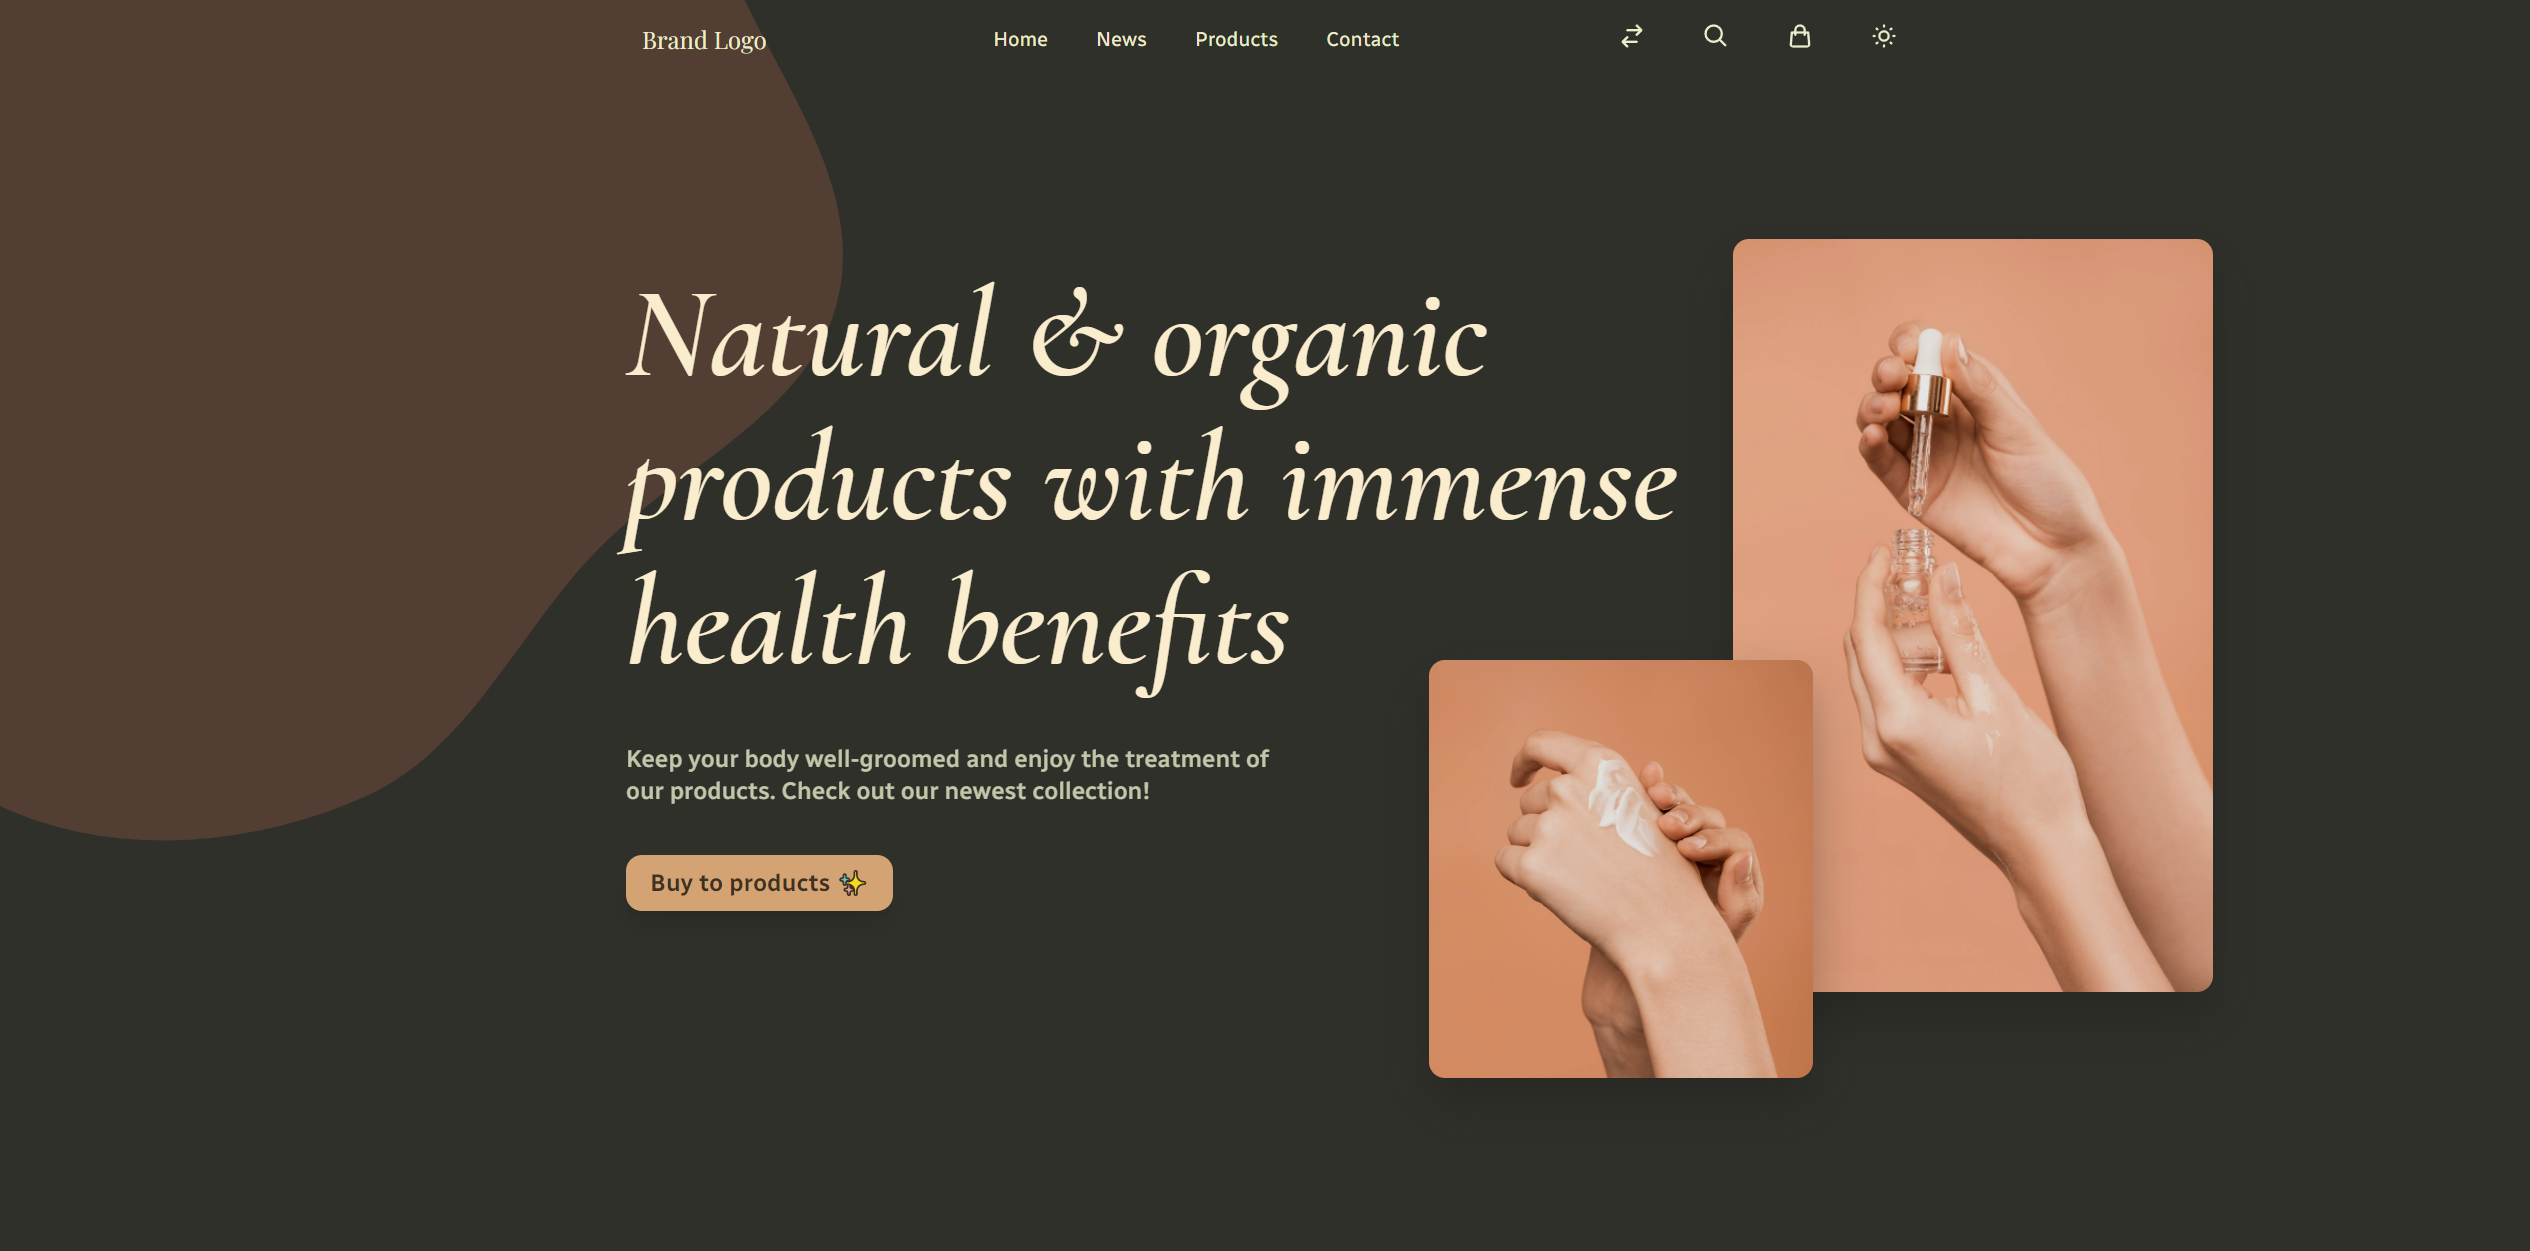 Brand Logo
Home
News
Products
Contact
Natural & organic
products with immense
health benefits
Keep your body well-groomed and enjoy the treatment of
our products. Check out our newest collection!
Buy to products ✨